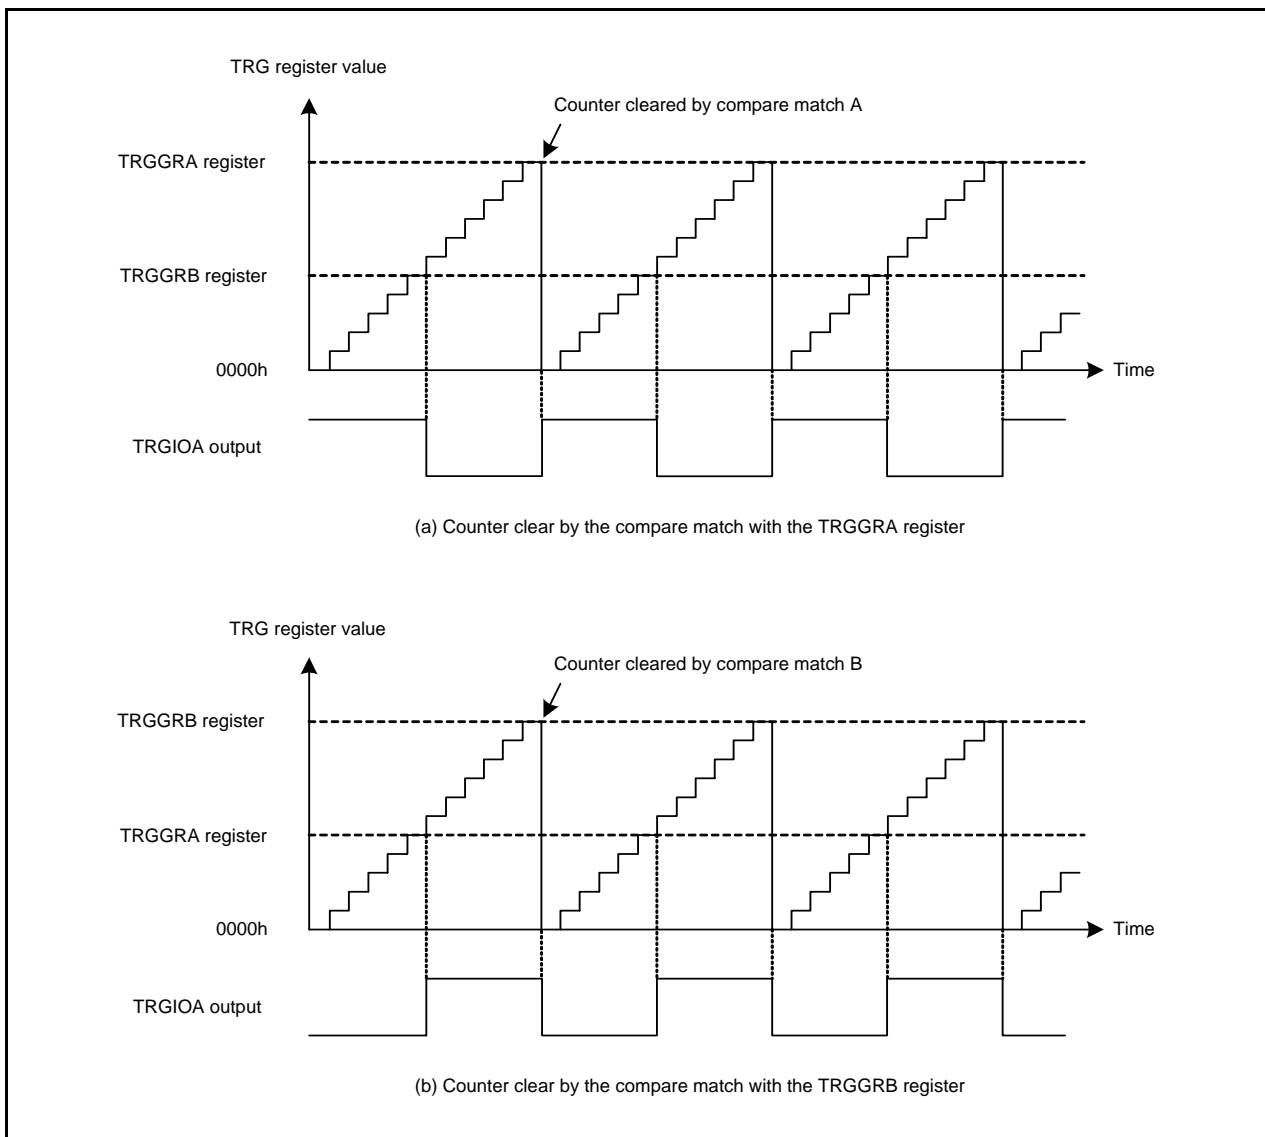 TRG register value
Counter cleared by compare match A
TRGGRA register
TRGGRB register
0000h
Time
TRGIOA output
(a) Counter clear by the compare match with the TRGGRA register
TRG register value
Counter cleared by compare match B
TRGGRB register
TRGGRA register
0000h
Time
TRGIOA output
(b) Counter clear by the compare match with the TRGGRB register